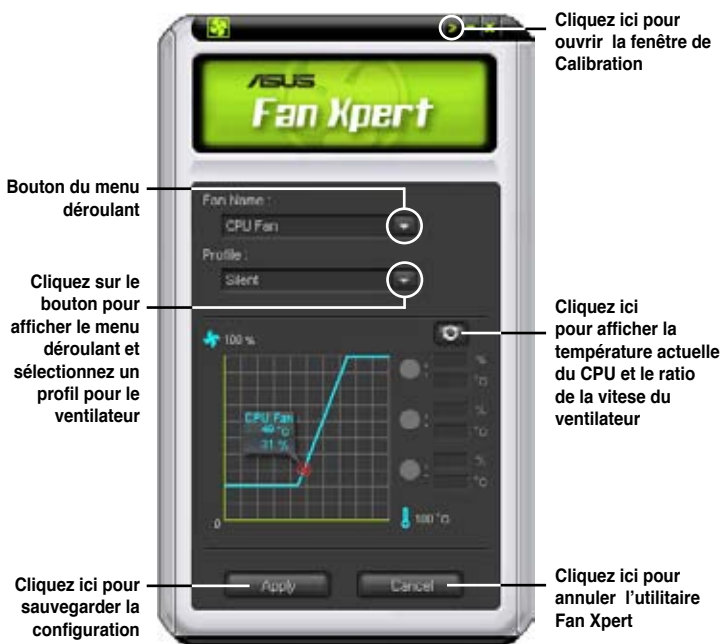 Cliquez ici pour
ouvrir la fenêtre de
Calibration
ASUS
Fan Xpert
Bouton du menu
déroulant
Fan Name :
CPU Fan
Profile :
Silent
Cliquez sur le
bouton pour
afficher le menu
déroulant et
sélectionnez un
profil pour le
ventilateur
Cliquez ici
pour afficher la
température actuelle
du CPU et le ratio
de la vitese du
ventilateur
100 %
%
°C
CPU Fan
°C
31 %
%
°C
%
°C
0
100 °C
Apply
Cancel
Cliquez ici pour
sauvegarder la
configuration
Cliquez ici pour
annuler l'utilitaire
Fan Xpert